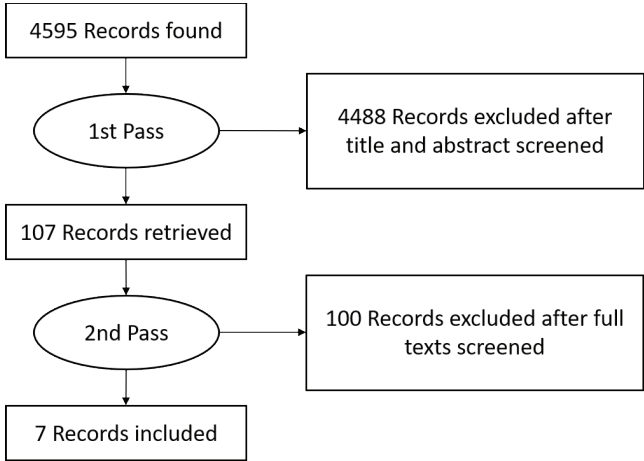 4595 Records found
1st Pass
4488 Records excluded after
title and abstract screened
107 Records retrieved
2nd Pass
100 Records excluded after full
texts screened
7 Records included